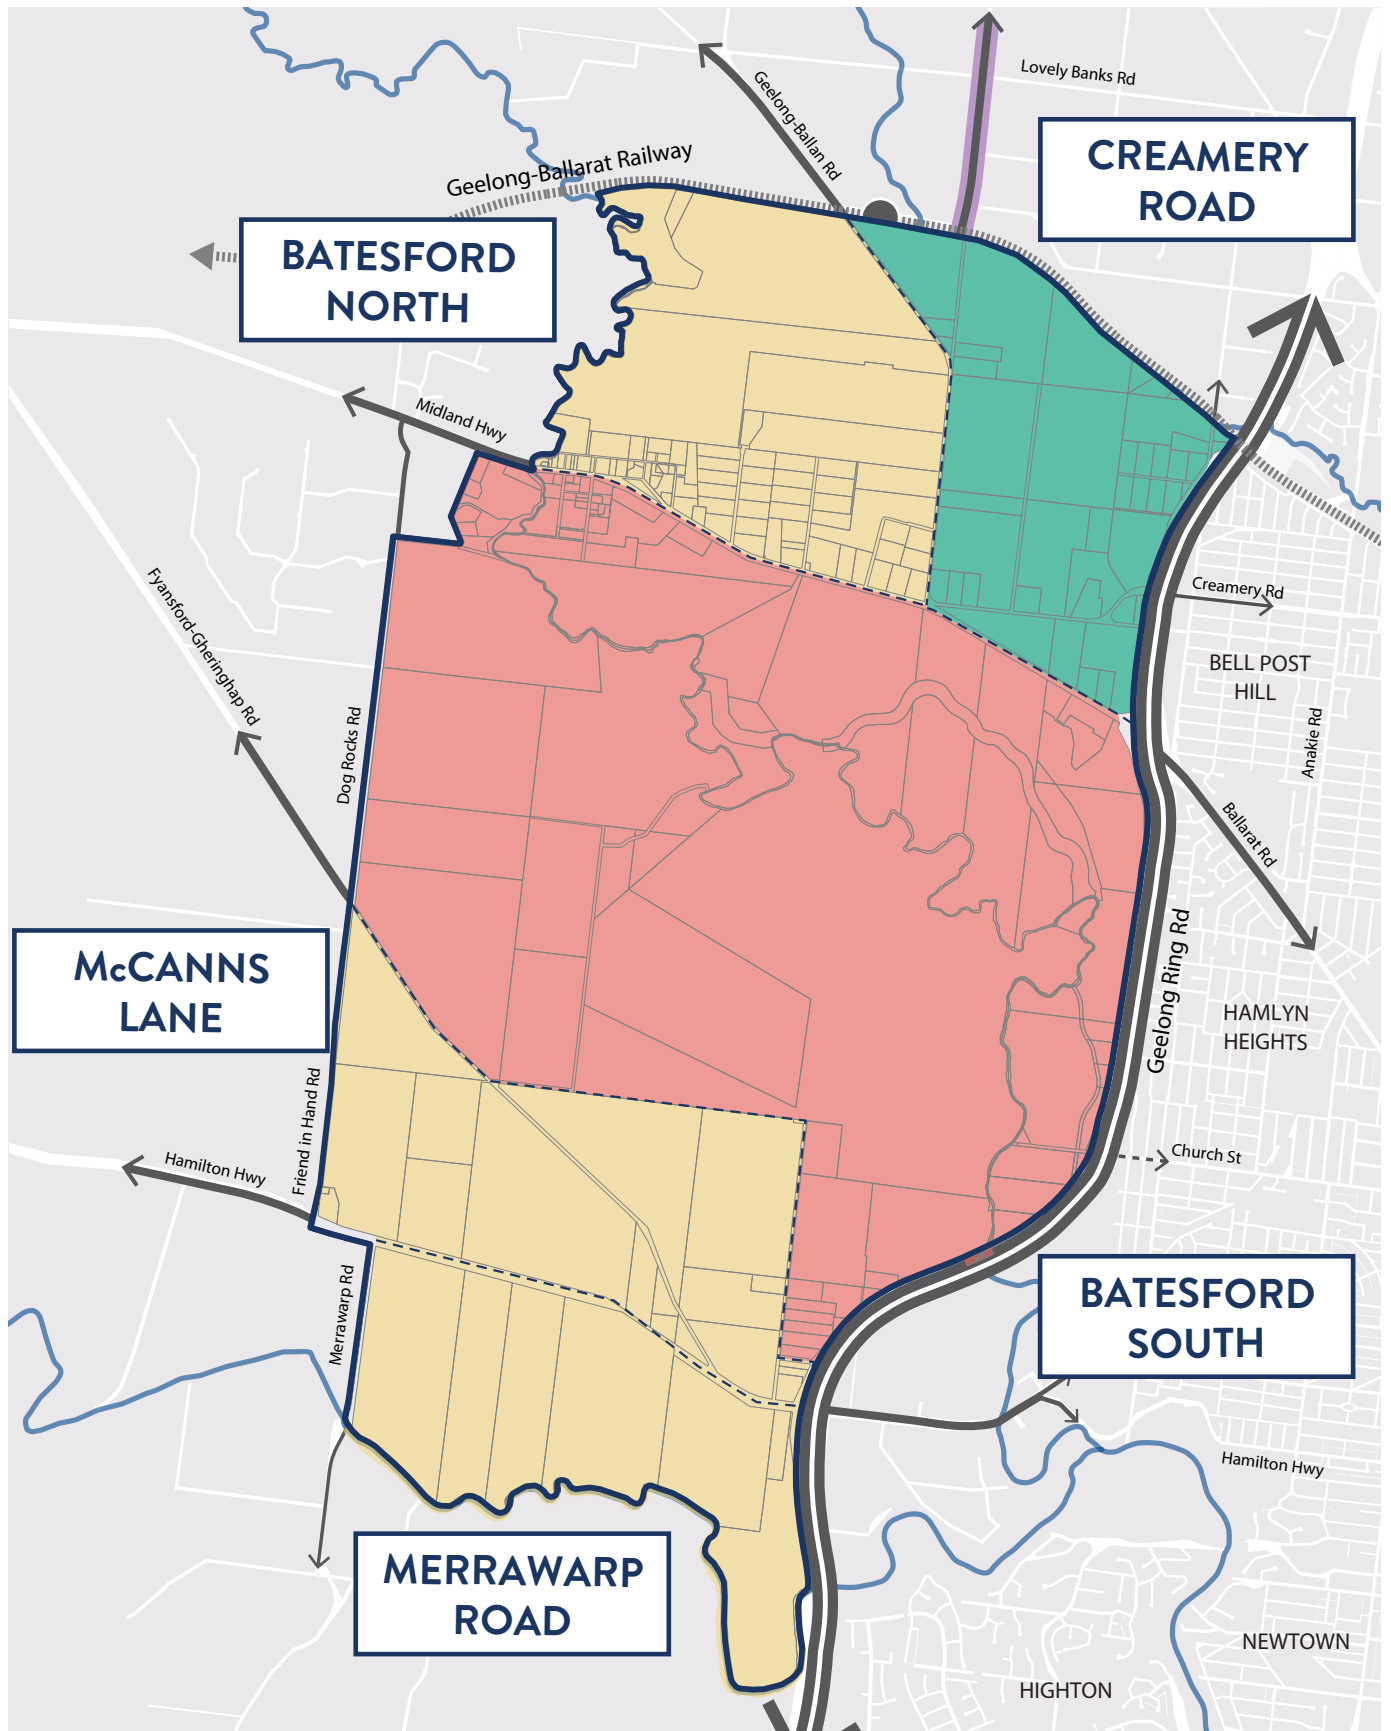 Lovely Banks Rd
Geelong-Ballan Rd
CREAMERY
ROAD
Geelong-Ballarat Railway
BATESFORD
NORTH
Midland Hwy
Fyansford-Gheringhap Rd
Creamery Rd
BELL POST
HILL
Anakie Rd
Dog Rocks Rd
Ballarat Rd
McCANNS
LANE
Geelong Ring Rd
HAMLYN
HEIGHTS
Friend in Hand Rd
Hamilton Hwy
Church St
Merrawarp Rd
BATESFORD
SOUTH
Hamilton Hwy
MERRAWARP
ROAD
NEWTOWN
HIGHTON